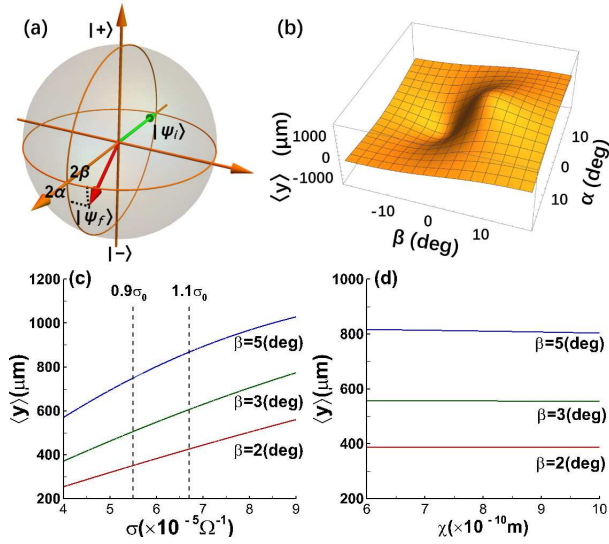 (a)
|+⟩
|ψi⟩
2β
2α
|ψf⟩
|−⟩
(b)
⟨y⟩ (μm)
1000
0
-1000
-10
0
10
β (deg)
10
0
10
α (deg)
(c)
0.9σ0
1.1σ0
1200
1000
800
600
400
200
⟨y⟩(μm)
β=5(deg)
β=3(deg)
β=2(deg)
4 5 6 7 8 9
σ(×10⁻⁵Ω⁻¹)
(d)
1000
800
600
400
200
⟨y⟩(μm)
β=5(deg)
β=3(deg)
β=2(deg)
6 7 8 9 10
χ(×10⁻¹⁰m)